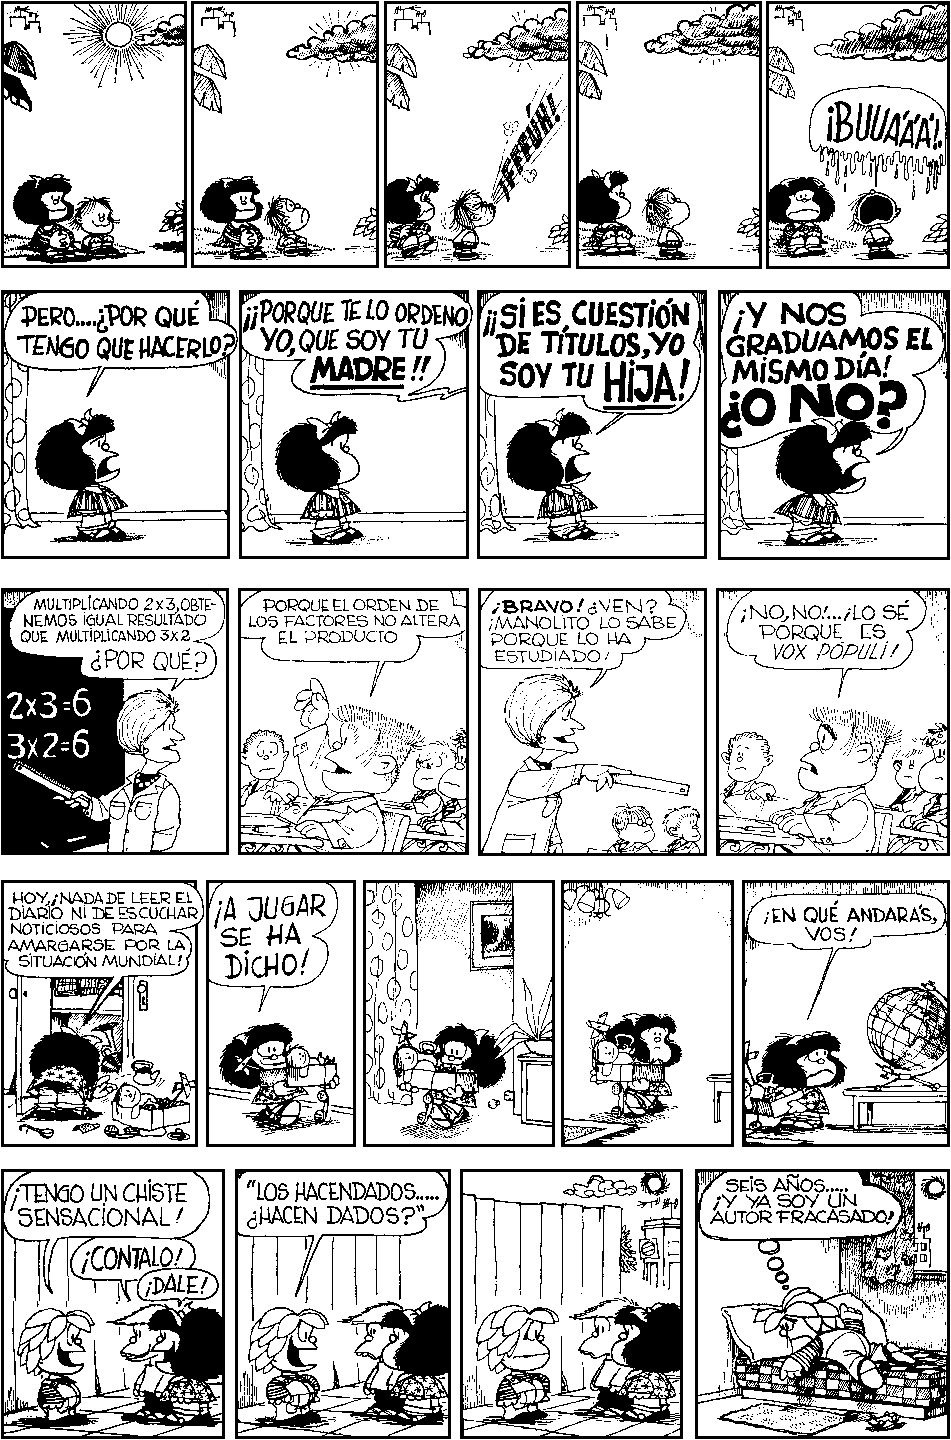 ¡FFFÚÚ!
¡BUUÁÁÁ!
PERO....¿POR QUÉ
TENGO QUE HACERLO?
¡¡PORQUE TE LO ORDENO
YO, QUE SOY TU
MADRE!!
¡¡SI ES CUESTIÓN
DE TÍTULOS, YO
SOY TU HIJA!
¡Y NOS
GRADUAMOS EL
MISMO DÍA!
¿O NO?
MULTIPLICANDO 2x3, OBTE-
NEMOS IGUAL RESULTADO
QUE MULTIPLICANDO 3x2
¿POR QUÉ?
2x3=6
3x2=6
PORQUE EL ORDEN DE
LOS FACTORES NO ALTERA
EL PRODUCTO
¡BRAVO! ¿VEN?
¡MANOLITO LO SABE
PORQUE LO HA
ESTUDIADO!
¡NO, NO!...¡LO SÉ
PORQUE ES
VOX PÓPULI!
HOY, ¡NADA DE LEER EL
DIARIO NI DE ESCUCHAR
NOTICIOSOS PARA
AMARGARSE POR LA
SITUACIÓN MUNDIAL!
¡A JUGAR
SE HA
DICHO!
¡EN QUÉ ANDARÁS,
VOS!
¡TENGO UN CHISTE
SENSACIONAL!
¡CONTALO!
¡DALE!
"LOS HACENDADOS.....
¿HACEN DADOS?"
SEIS AÑOS.....
¡Y YA SOY UN
AUTOR FRACASADO!